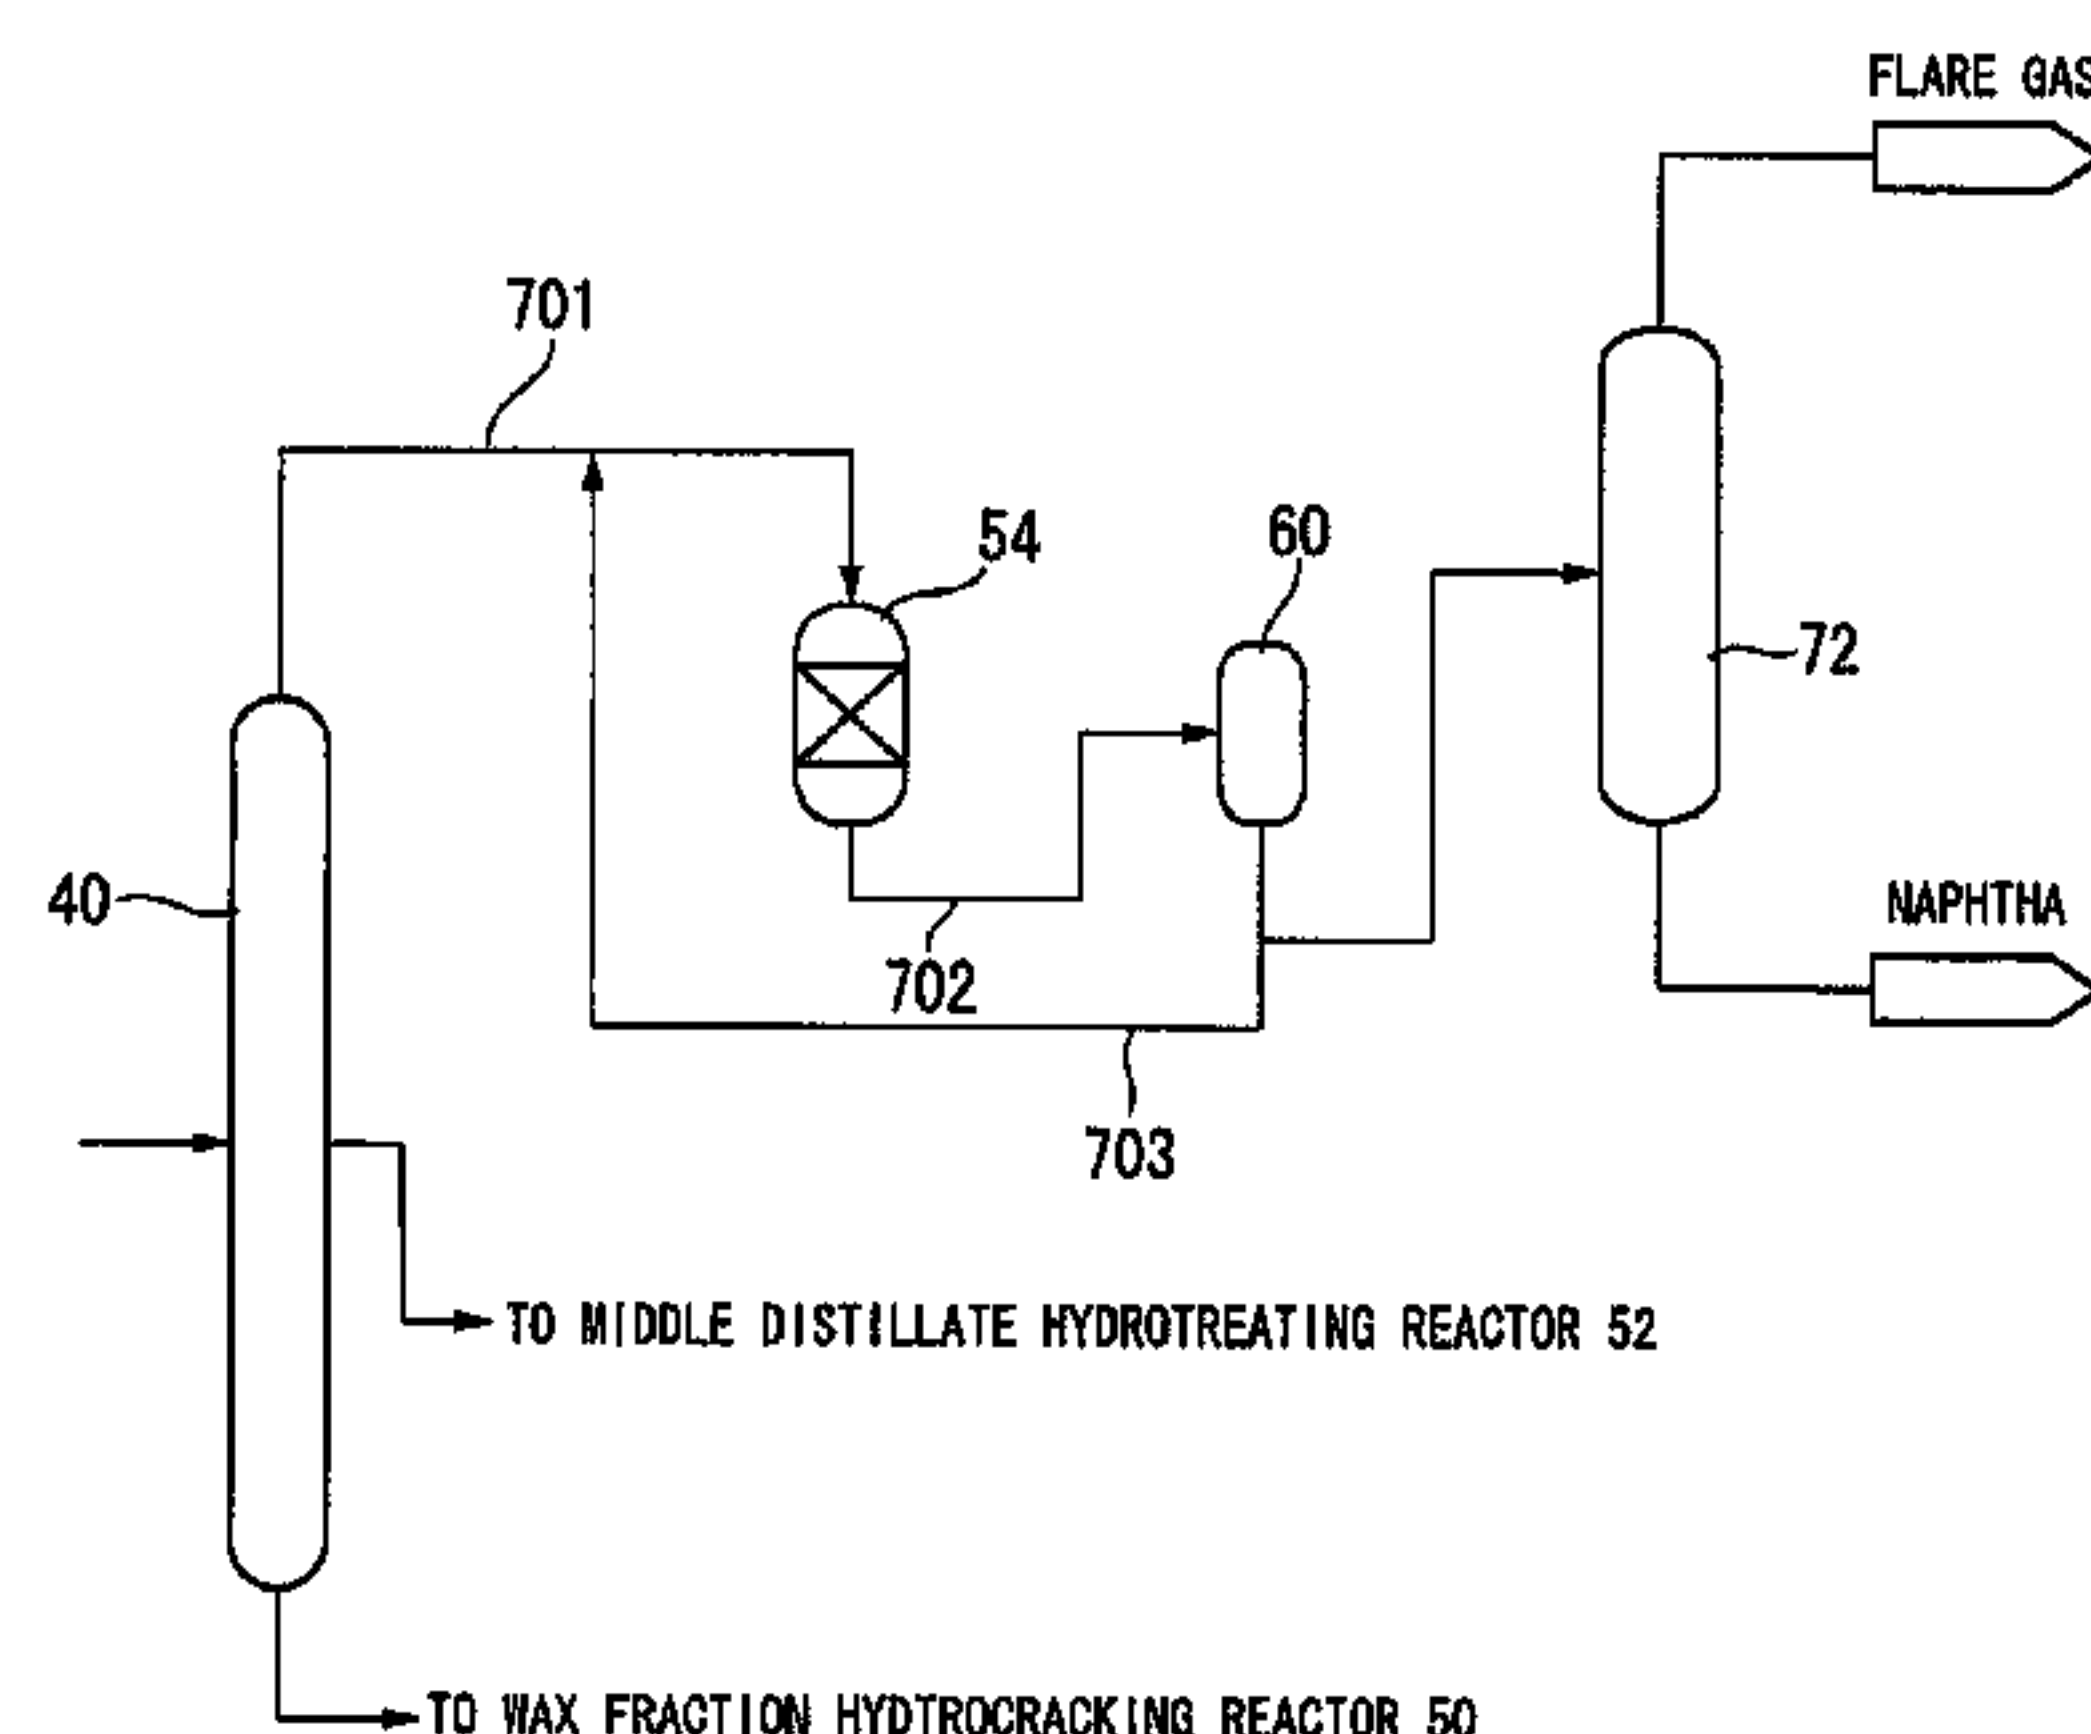 FLARE GAS
701
54
60
72
40
NAPHTHA
702
703
TO MIDDLE DISTILLATE HYDROTREATING REACTOR 52
TO WAX FRACTION HYDTROCRACKING REACTOR 50